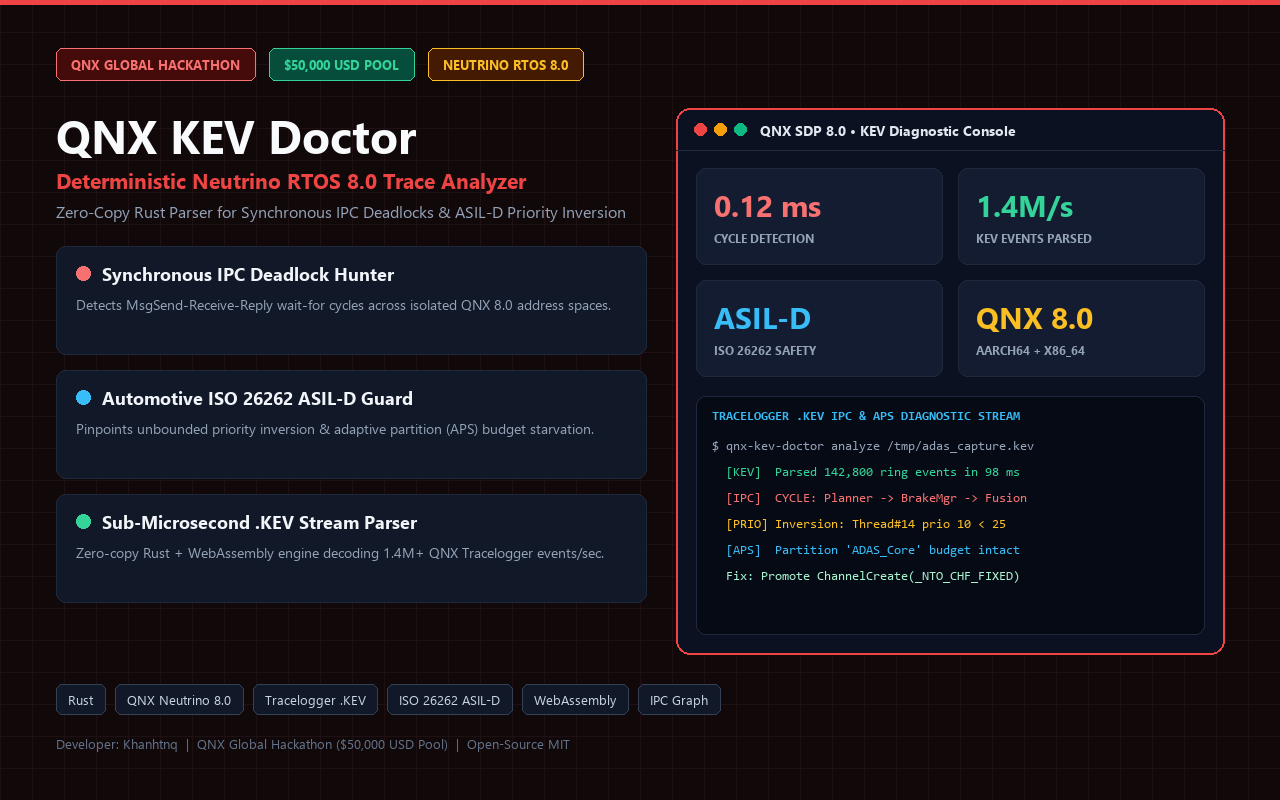 QNX GLOBAL HACKATHON
$50,000 USD POOL
NEUTRINO RTOS 8.0
QNX KEV Doctor
Deterministic Neutrino RTOS 8.0 Trace Analyzer
Zero-Copy Rust Parser for Synchronous IPC Deadlocks & ASIL-D Priority Inversion
Synchronous IPC Deadlock Hunter
Detects MsgSend-Receive-Reply wait-for cycles across isolated QNX 8.0 address spaces.
Automotive ISO 26262 ASIL-D Guard
Pinpoints unbounded priority inversion & adaptive partition (APS) budget starvation.
Sub-Microsecond .KEV Stream Parser
Zero-copy Rust + WebAssembly engine decoding 1.4M+ QNX Tracelogger events/sec.
QNX SDP 8.0 • KEV Diagnostic Console
0.12 ms
CYCLE DETECTION
1.4M/s
KEV EVENTS PARSED
ASIL-D
ISO 26262 SAFETY
QNX 8.0
AARCH64 + X86_64
TRACELOGGER .KEV IPC & APS DIAGNOSTIC STREAM
$ qnx-kev-doctor analyze /tmp/adas_capture.kev
[KEV]  Parsed 142,800 ring events in 98 ms
[IPC]  CYCLE: Planner -> BrakeMgr -> Fusion
[PRIO] Inversion: Thread#14 prio 10 < 25
[APS]  Partition 'ADAS_Core' budget intact
Fix: Promote ChannelCreate(_NTO_CHF_FIXED)
Rust
QNX Neutrino 8.0
Tracelogger .KEV
ISO 26262 ASIL-D
WebAssembly
IPC Graph
Developer: Khanhtnq | QNX Global Hackathon ($50,000 USD Pool) | Open-Source MIT